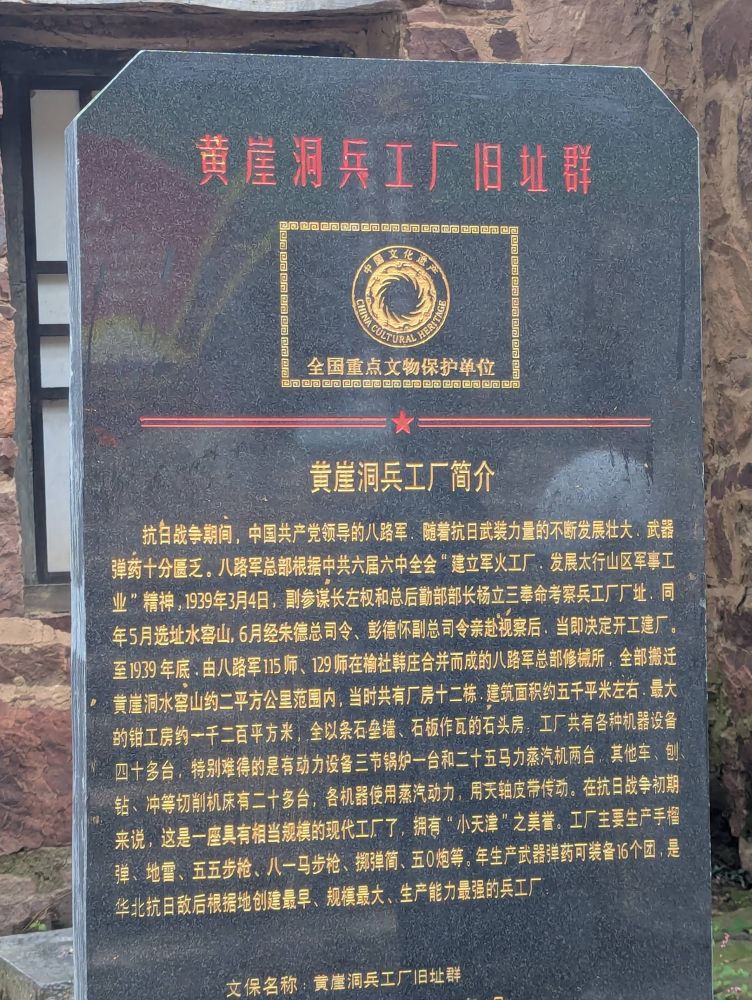 黄崖洞兵工厂旧址群
中国文化遗产
CHINA CULTURAL HERITAGE
全国重点文物保护单位
黄崖洞兵工厂简介
抗日战争期间，中国共产党领导的八路军．随着抗日武装力量的不断发展壮大．武器
弹药十分匮乏。八路军总部根据中共六届六中全会“建立军火工厂．发展太行山区军事工
业”精神，1939年3月4日，副参谋长左权和总后勤部部长杨立三奉命考察兵工厂厂址．同
年5月选址水窑山，6月经朱德总司令、彭德怀副总司令亲赴视察后．当即决定开工建厂。
至1939年底．由八路军115师、129师在榆社韩庄合并而成的八路军总部修械所，全部搬迁
黄崖洞水窑山约二平方公里范围内，当时共有厂房十二栋．建筑面积约五千平米左右．最大
的钳工房约一千二百平方米，全以条石垒墙、石板作瓦的石头房．工厂共有各种机器设备
四十多台，特别难得的是有动力设备三节锅炉一台和二十五马力蒸汽机两台．其他车、刨
钻、冲等切削机床有二十多台，各机器使用蒸汽动力，用天轴皮带传动。在抗日战争初期
来说，这是一座具有相当规模的现代工厂了，拥有“小天津”之美誉。工厂主要生产手榴
弹、地雷、五五步枪、八一马步枪、掷弹筒、五0炮等。年生产武器弹药可装备16个团，是
华北抗日敌后根据地创建最早、规模最大、生产能力最强的兵工厂．
文保名称：黄崖洞兵工厂旧址群